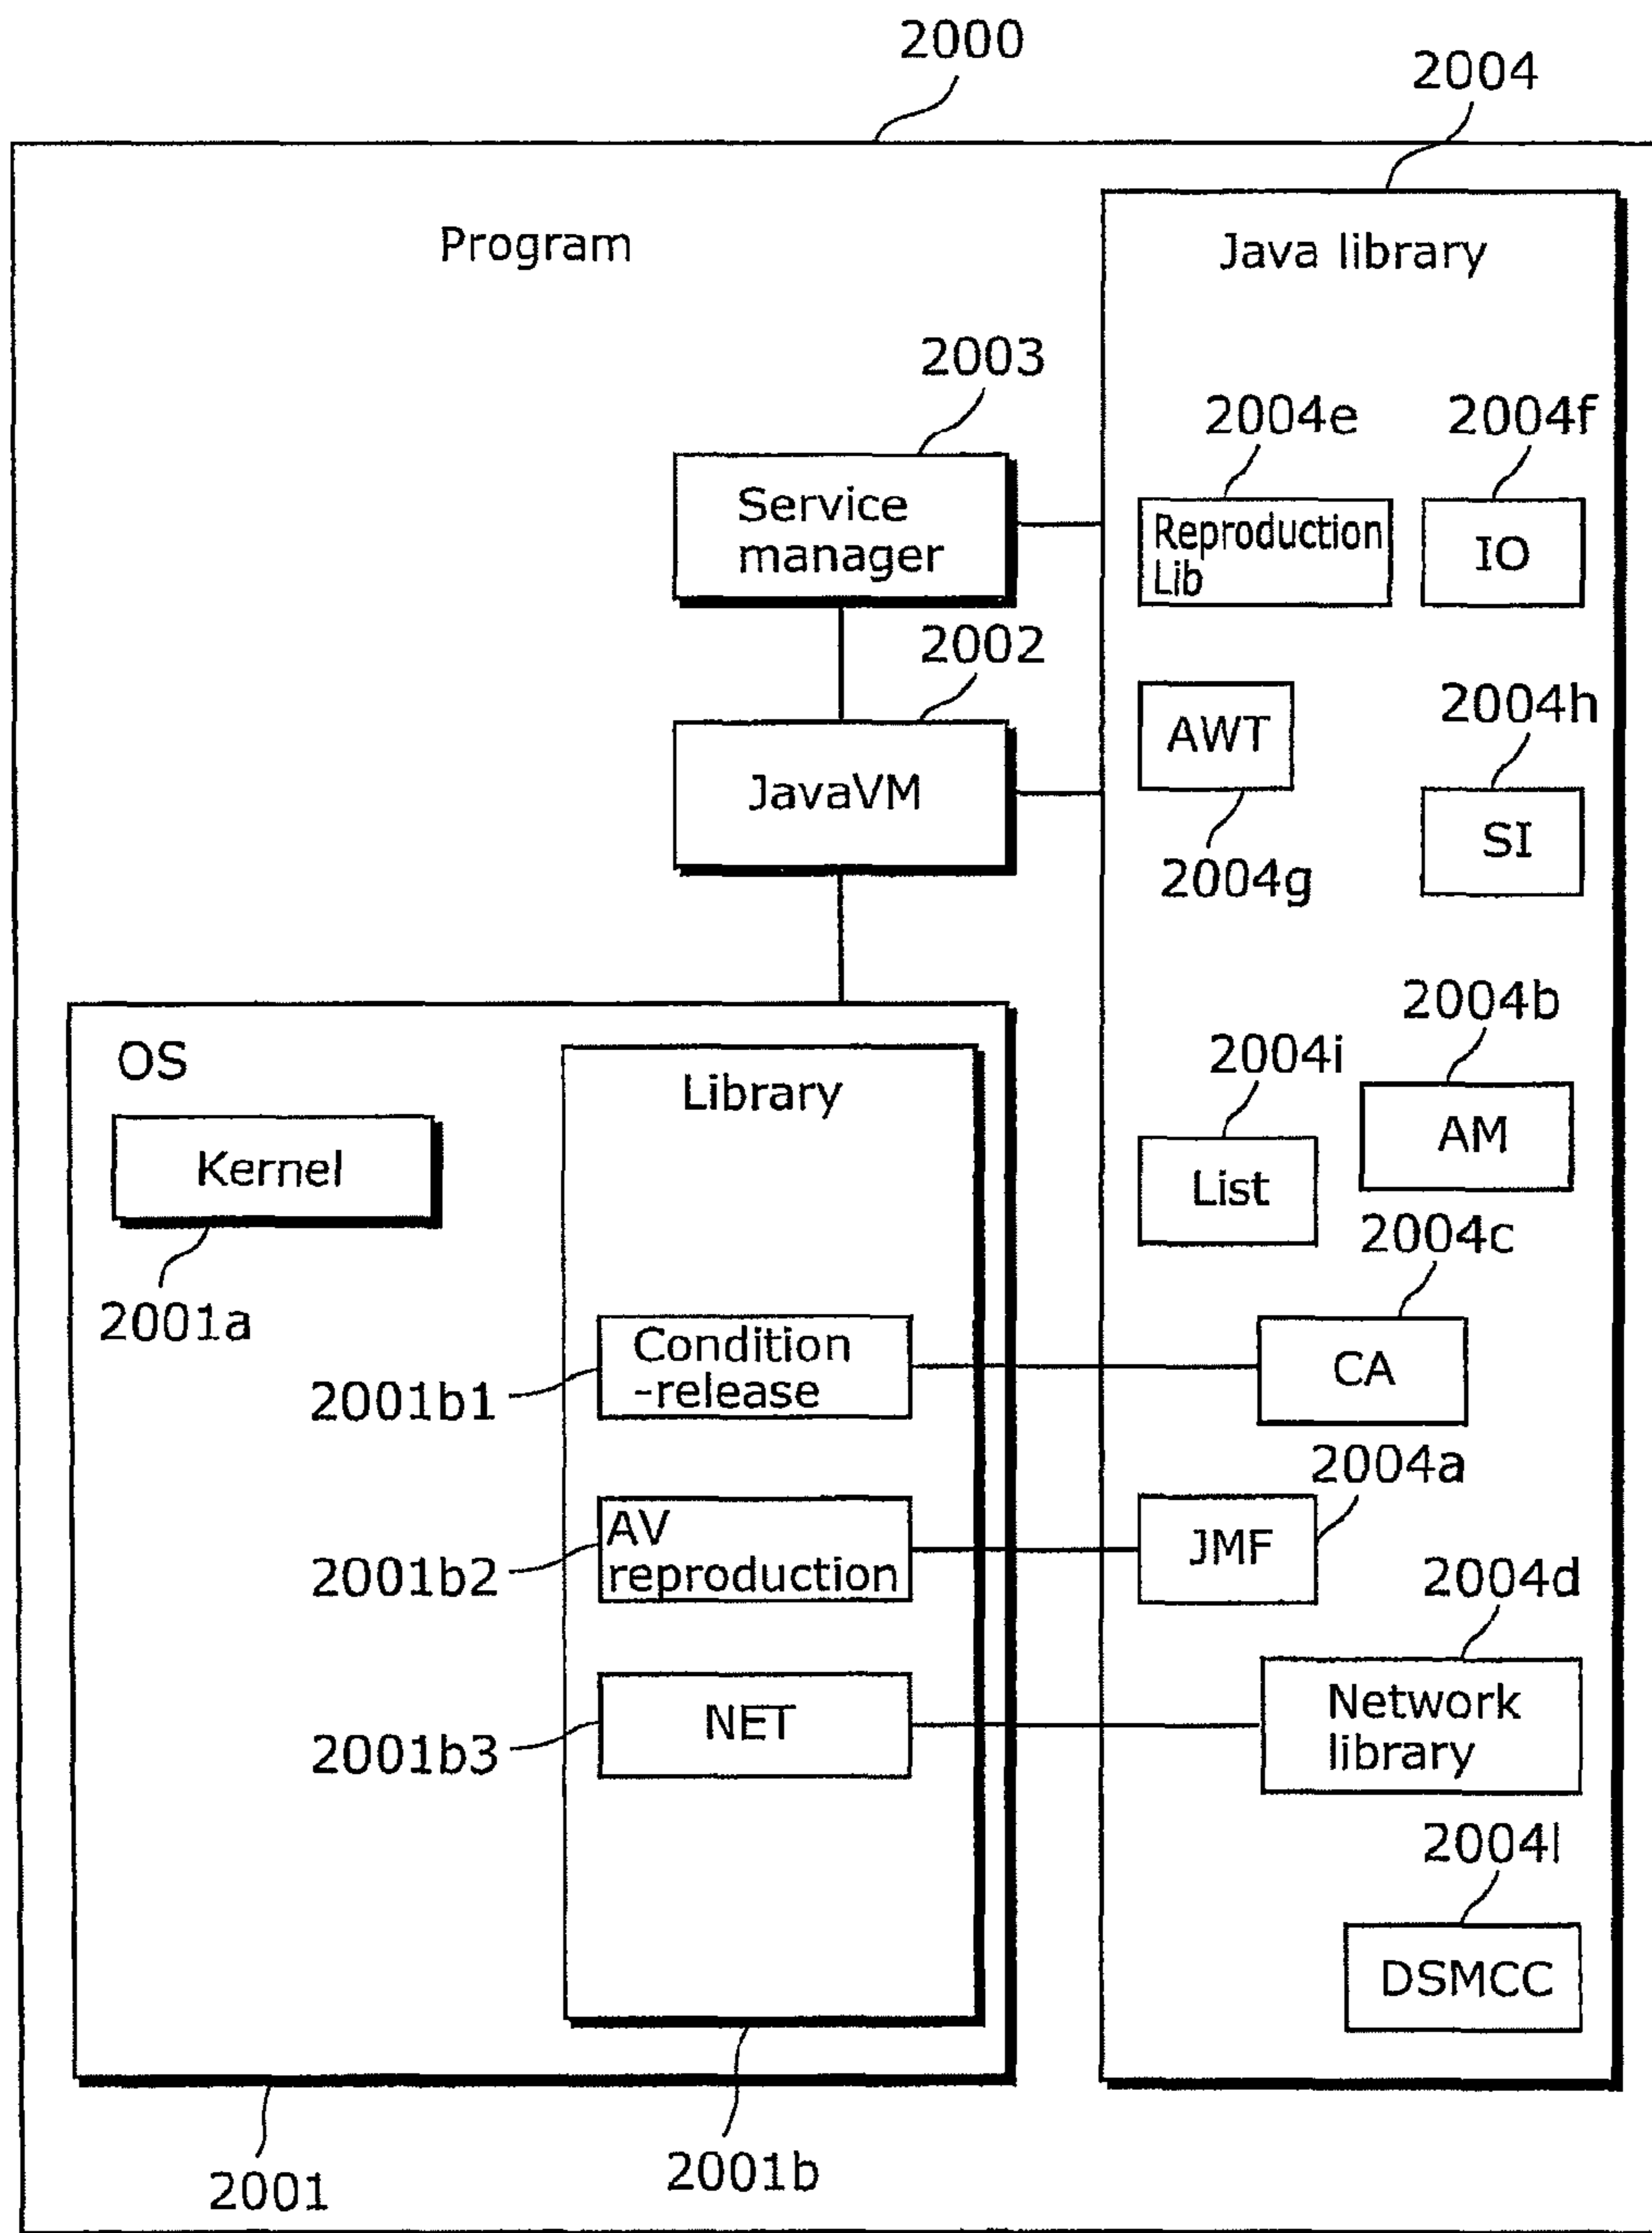 2000
2004
Program
Java library
2003
2004e
2004f
Service
manager
Reproduction
Lib
IO
2002
2004h
AWT
JavaVM
SI
2004g
2004b
OS
Library
2004i
AM
Kernel
List
2004c
2001a
Condition
-release
CA
2001b1
2004a
AV
reproduction
JMF
2001b2
2004d
NET
Network
library
2001b3
2004l
DSMCC
2001b
2001